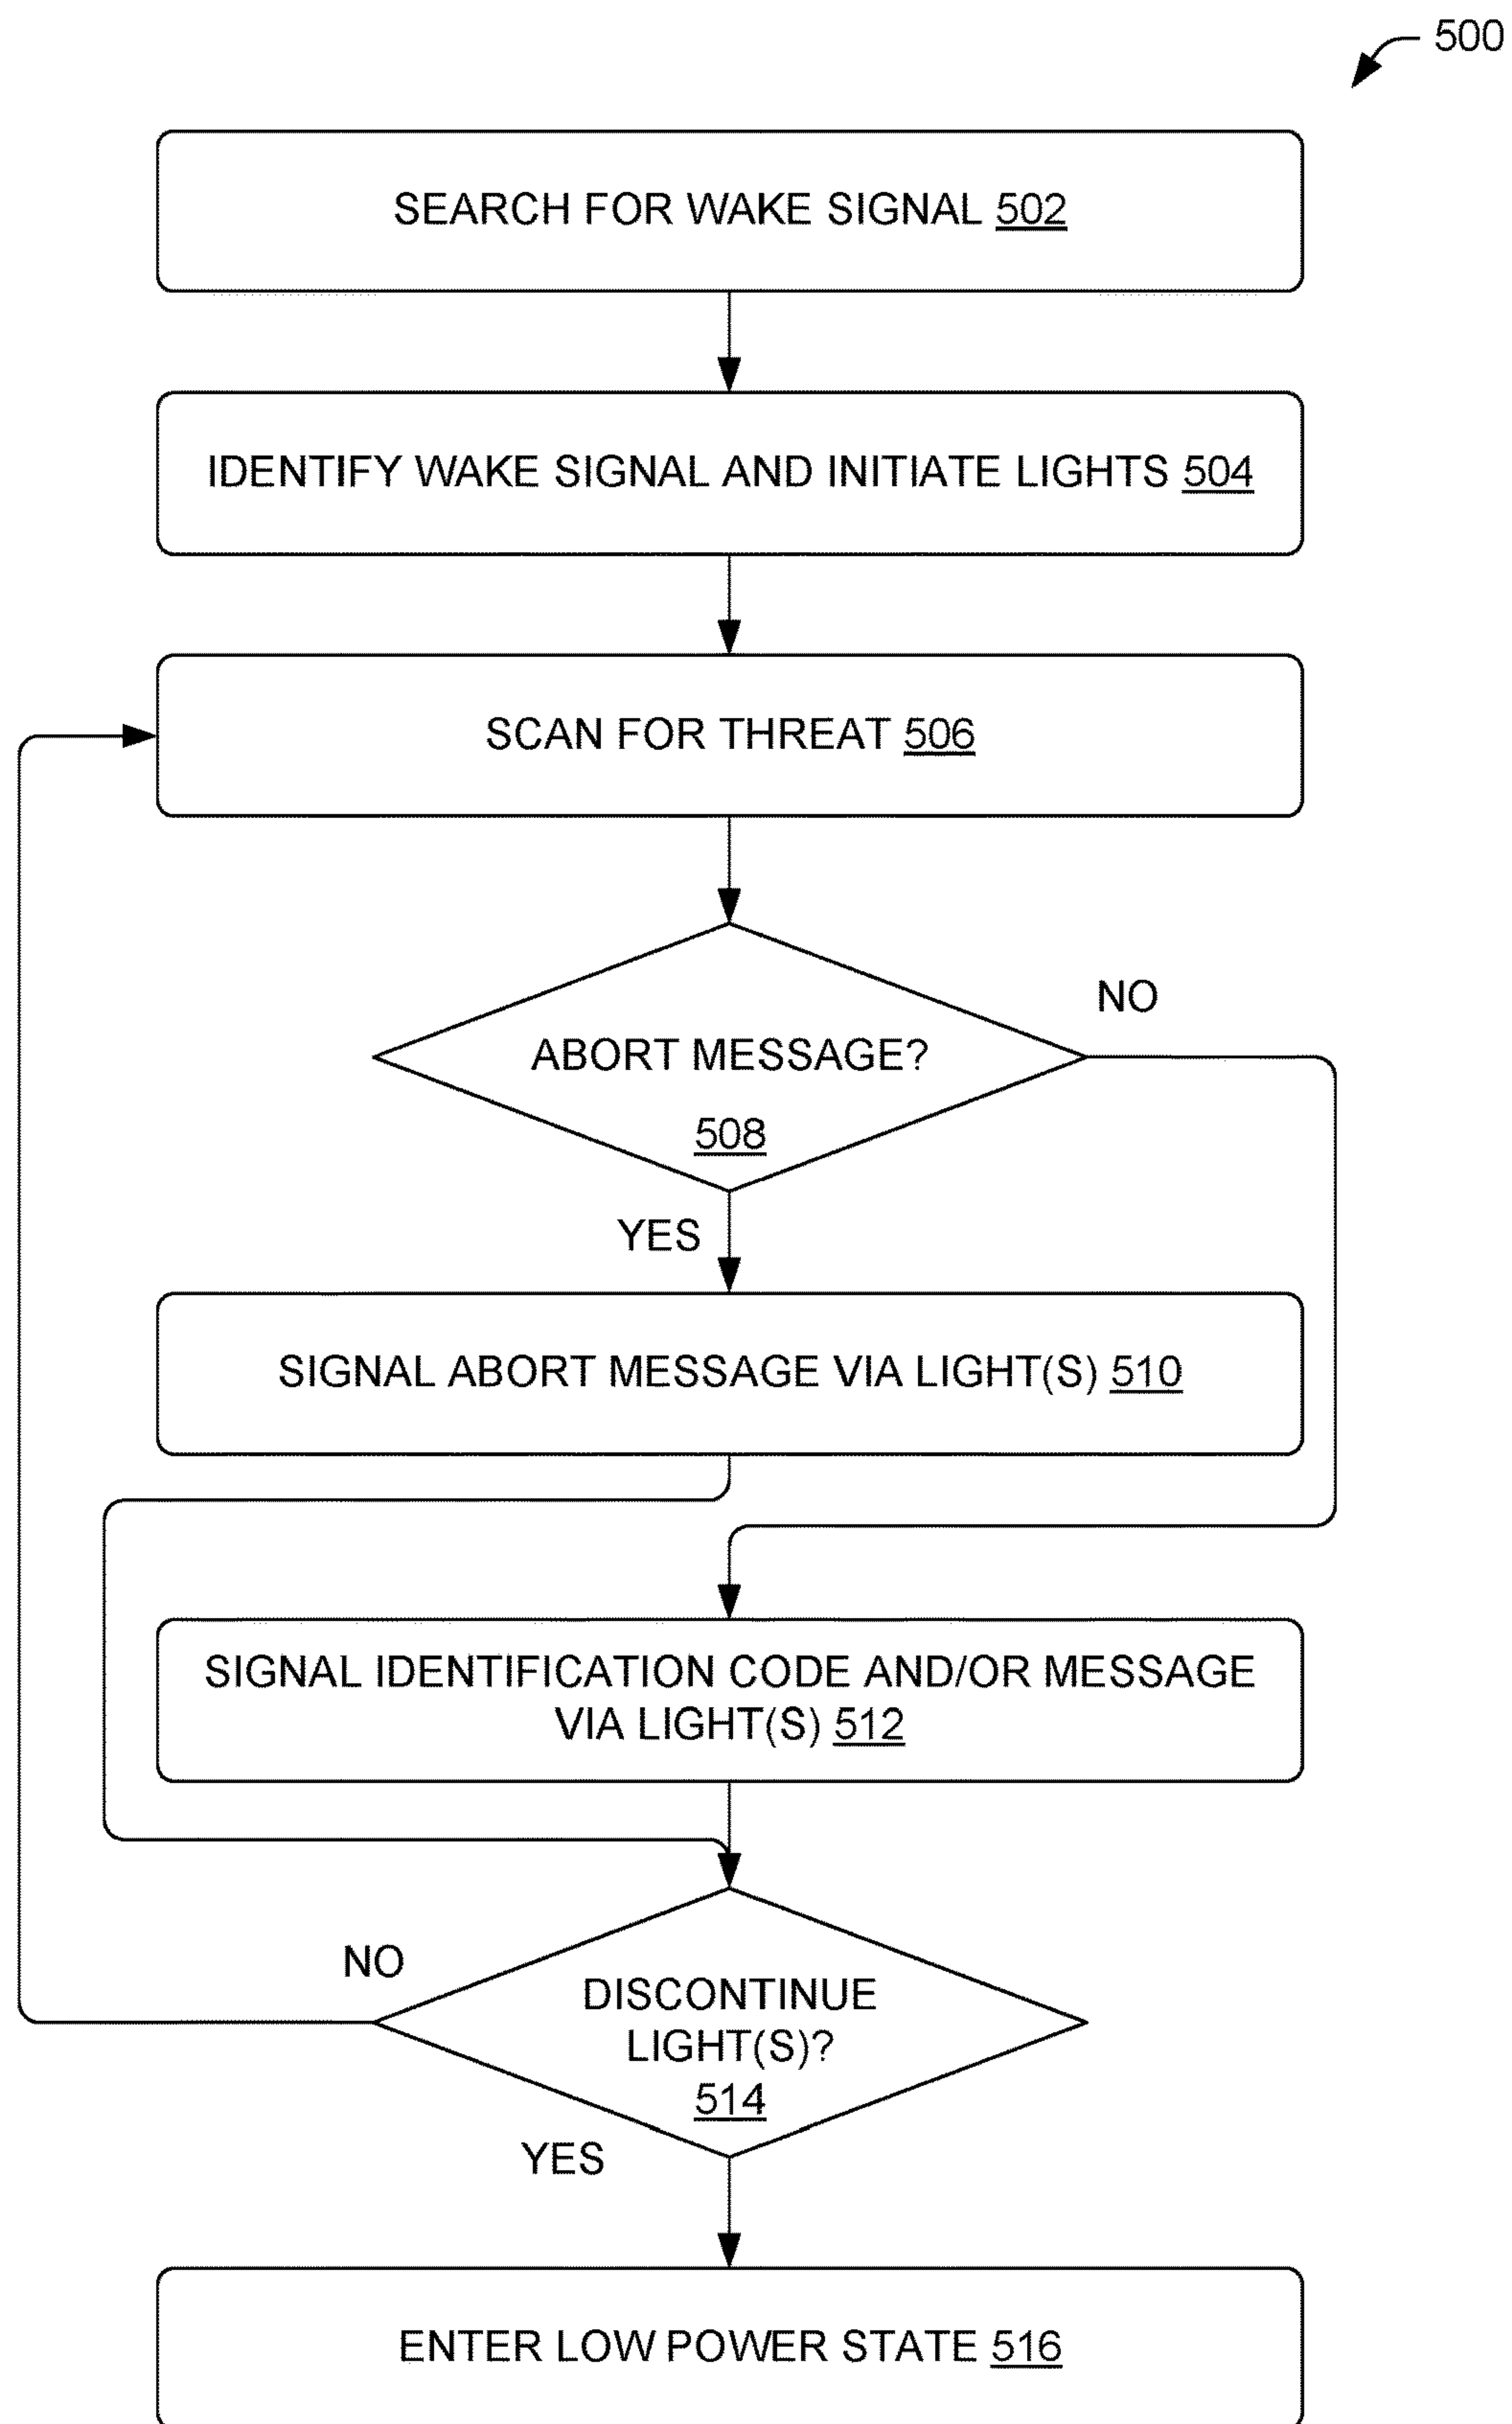 500
SEARCH FOR WAKE SIGNAL 502
IDENTIFY WAKE SIGNAL AND INITIATE LIGHTS 504
SCAN FOR THREAT 506
NO
ABORT MESSAGE?
508
YES
SIGNAL ABORT MESSAGE VIA LIGHT(S) 510
SIGNAL IDENTIFICATION CODE AND/OR MESSAGE
VIA LIGHT(S) 512
NO
DISCONTINUE
LIGHT(S)?
514
YES
ENTER LOW POWER STATE 516